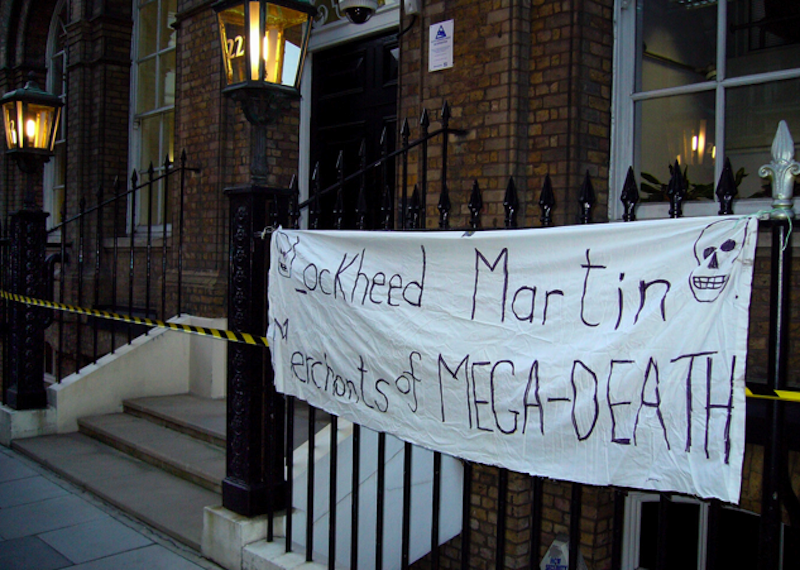 22
Lockheed Martin
Merchants of MEGA-DEATH